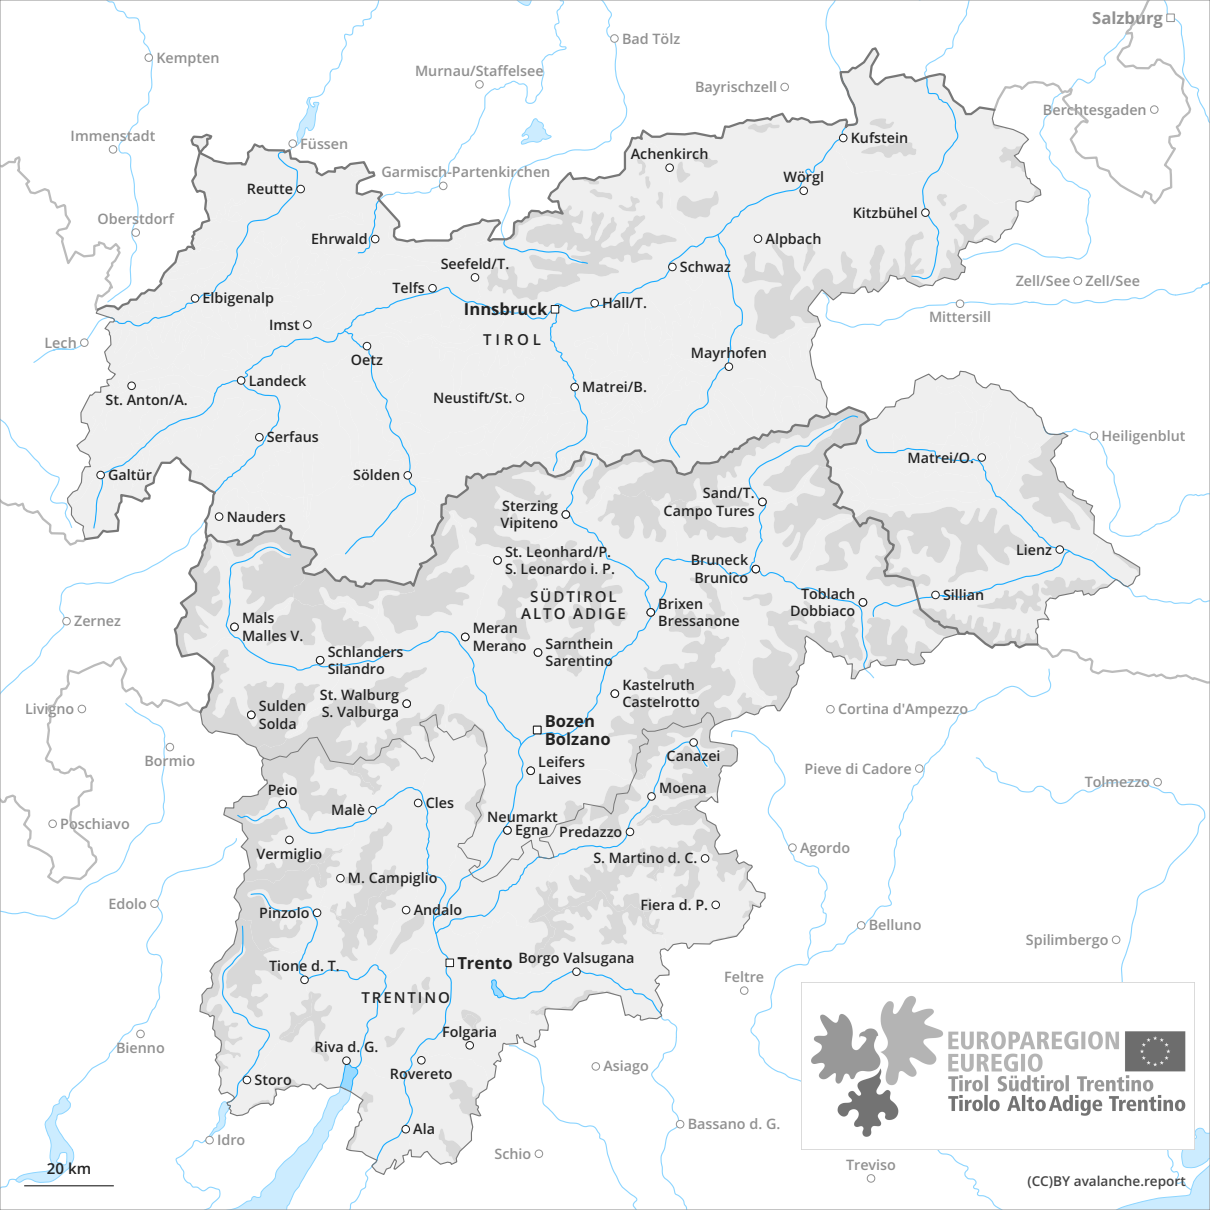 Salzburg
Bad Tölz
Kempten
Murnau/Staffelsee
Bayrischzell
Berchtesgaden
Immenstadt
Füssen
Kufstein
Achenkirch
Garmisch-Partenkirchen
Wörgl
Reutte
Oberstdorf
Kitzbühel
Ehrwald
Alpbach
Seefeld/T.
Schwaz
Zell/See
Zell/See
Telfs
Elbigenalp
Innsbruck
Hall/T.
Mittersill
Imst
TIROL
Lech
Oetz
Mayrhofen
Landeck
Matrei/B.
St. Anton/A.
Neustift/St.
Serfaus
Heiligenblut
Matrei/O.
Galtür
Sölden
Sand/T.
Campo Tures
Sterzing
Vipiteno
Nauders
Lienz
St. Leonhard/P.
S. Leonardo i. P.
Bruneck
Brunico
SÜDTIROL
ALTO ADIGE
Toblach
Dobbiaco
Sillian
Brixen
Bressanone
Zernez
Mals
Malles V.
Meran
Merano
Sarnthein
Sarentino
Schlanders
Silandro
Kastelruth
Castelrotto
St. Walburg
S. Valburga
Livigno
Sulden
Solda
Cortina d'Ampezzo
Bozen
Bolzano
Bormio
Canazei
Leifers
Laives
Pieve di Cadore
Tolmezzo
Peio
Moena
Malè
Cles
Neumarkt
Egna
Predazzo
Poschiavo
Vermiglio
S. Martino d. C.
Agordo
M. Campiglio
Edolo
Pinzolo
Andalo
Fiera d. P.
Belluno
Spilimbergo
Tione d. T.
Trento
Borgo Valsugana
Feltre
TRENTINO
Folgaria
Bienno
Riva d. G.
Rovereto
Asiago
Storo
EUROPAREGION
EUREGIO
Tirol Südtirol Trentino
Tirolo Alto Adige Trentino
Ala
Bassano d. G.
Idro
Schio
Treviso
20 km
(CC)BY avalanche.report